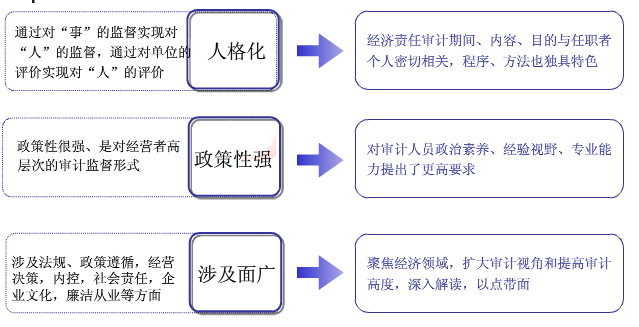 通过对“事”的监督实现对
“人”的监督，通过对单位的
评价实现对“人”的评价
人格化
经济责任审计期间、内容、目的与任职者
个人密切相关，程序、方法也独具特色
政策性很强、是对经营者高
层次的审计监督形式
政策性强
对审计人员政治素养、经验视野、专业能
力提出了更高要求
涉及法规、政策遵循，经营
决策，内控，社会责任，企
业文化，廉洁从业等方面
涉及面广
聚焦经济领域，扩大审计视角和提高审计
高度，深入解读，以点带面